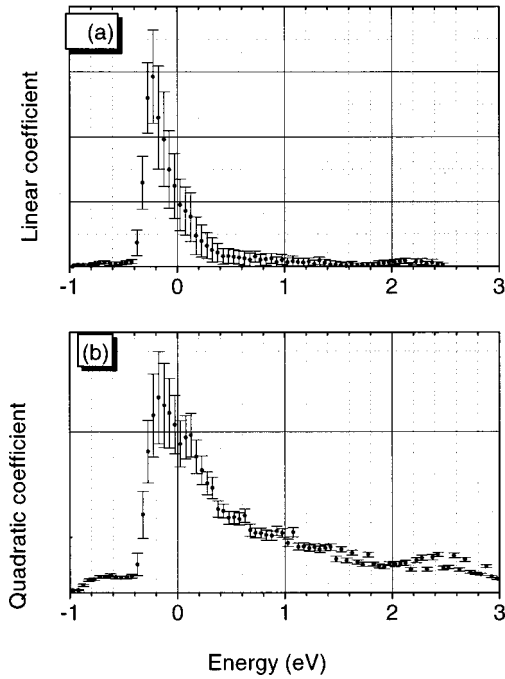 (a)
Linear coefficient
-1 0 1 2 3
(b)
Quadratic coefficient
-1 0 1 2 3
Energy (eV)